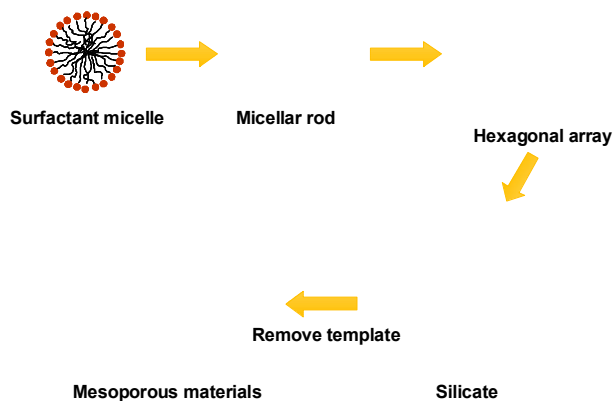 Surfactant micelle
Micellar rod
Hexagonal array
Remove template
Mesoporous materials
Silicate